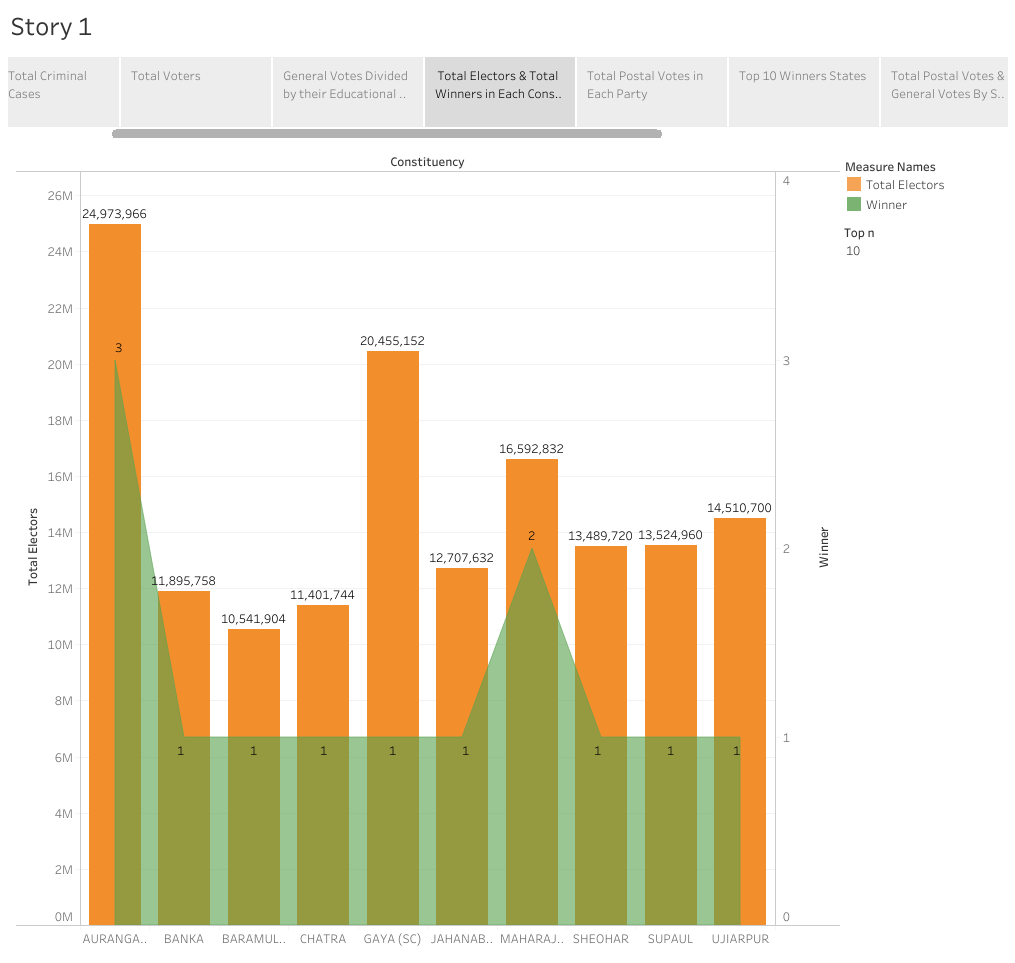 Story 1
Total Criminal
Cases
Total Voters
General Votes Divided
by their Educational ..
Total Electors & Total
Winners in Each Cons..
Total Postal Votes in
Each Party
Top 10 Winners States
Total Postal Votes &
General Votes By S..
Constituency
Measure Names
Total Electors
Winner
Top n
10
26M
24M
22M
20M
18M
16M
14M
12M
10M
8M
6M
4M
2M
0M
Total Electors
24,973,966
11,895,758
10,541,904
11,401,744
20,455,152
12,707,632
16,592,832
13,489,720
13,524,960
14,510,700
3
1
1
1
1
1
2
1
1
1
4
3
2
1
0
Winner
AURANGA..
BANKA
BARAMUL..
CHATRA
GAYA (SC)
JAHANAB..
MAHARAJ..
SHEOHAR
SUPAUL
UJIARPUR